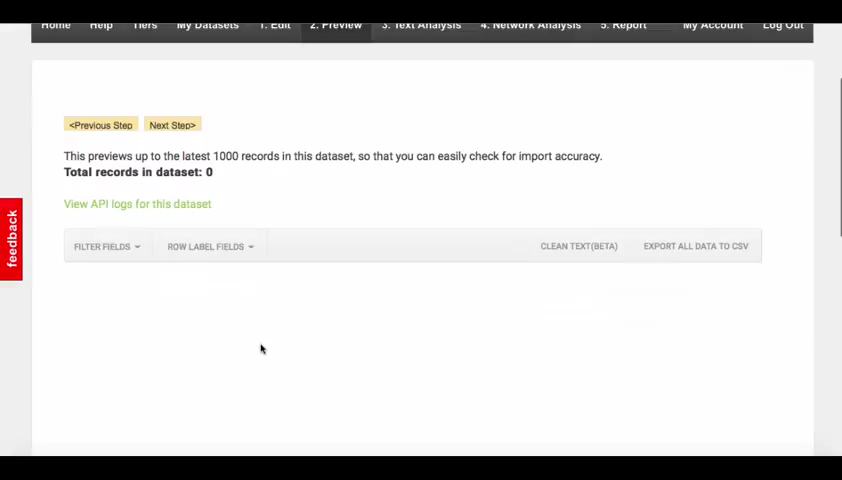 Home Help Tiers My Datasets 1. Edit 2. Preview 3. Text Analysis 4. Network Analysis 5. Report My Account Log Out
<Previous Step Next Step>
This previews up to the latest 1000 records in this dataset, so that you can easily check for import accuracy.
Total records in dataset: 0
View API logs for this dataset
feedback
FILTER FIELDS ROW LABEL FIELDS CLEAN TEXT(BETA) EXPORT ALL DATA TO CSV